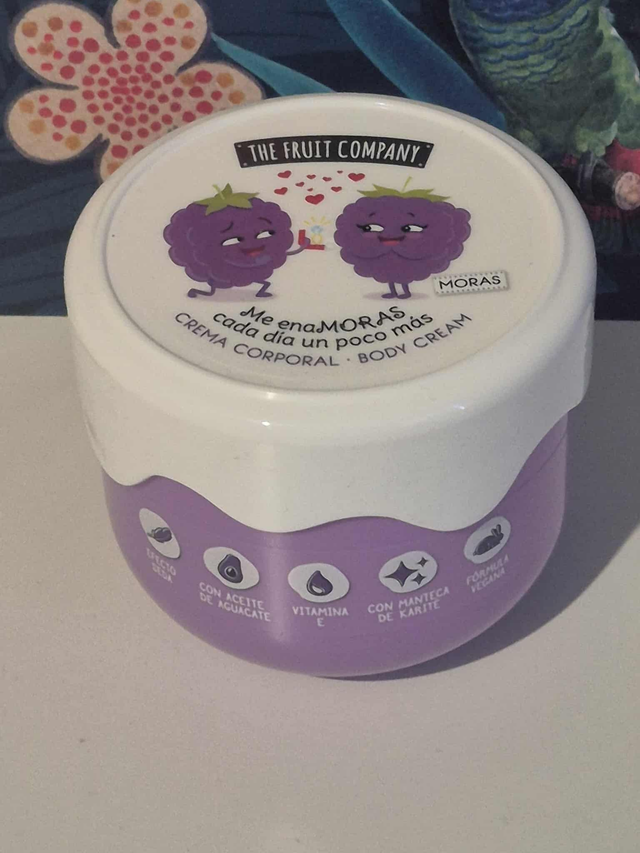 THE FRUIT COMPANY
MORAS
Me enaMORAS
cada día un poco más
CREMA CORPORAL · BODY CREAM
EFECTO
SEDA
CON ACEITE
DE AGUACATE
VITAMINA
E
CON MANTECA
DE KARITÉ
FÓRMULA
VEGANA